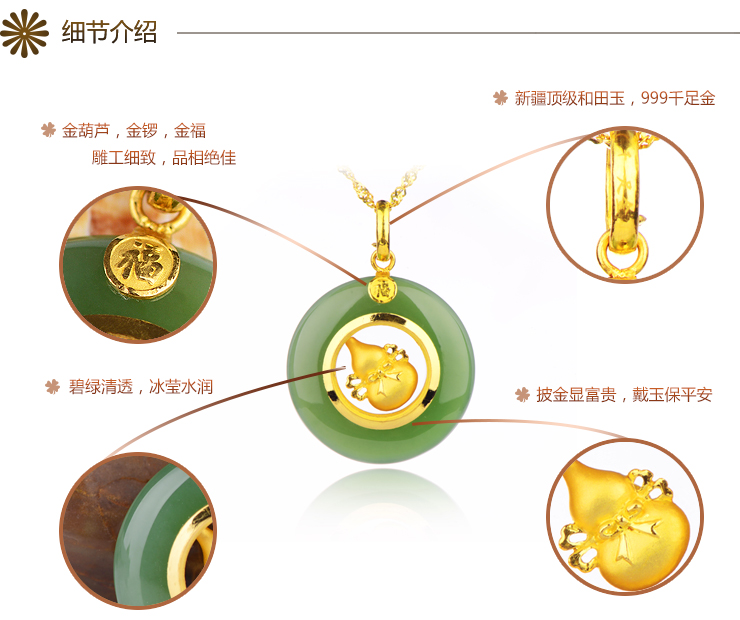 细节介绍
新疆顶级和田玉，999千足金
金葫芦，金锣，金福
雕工细致，品相绝佳
福
福
碧绿清透，冰莹水润
披金显富贵，戴玉保平安